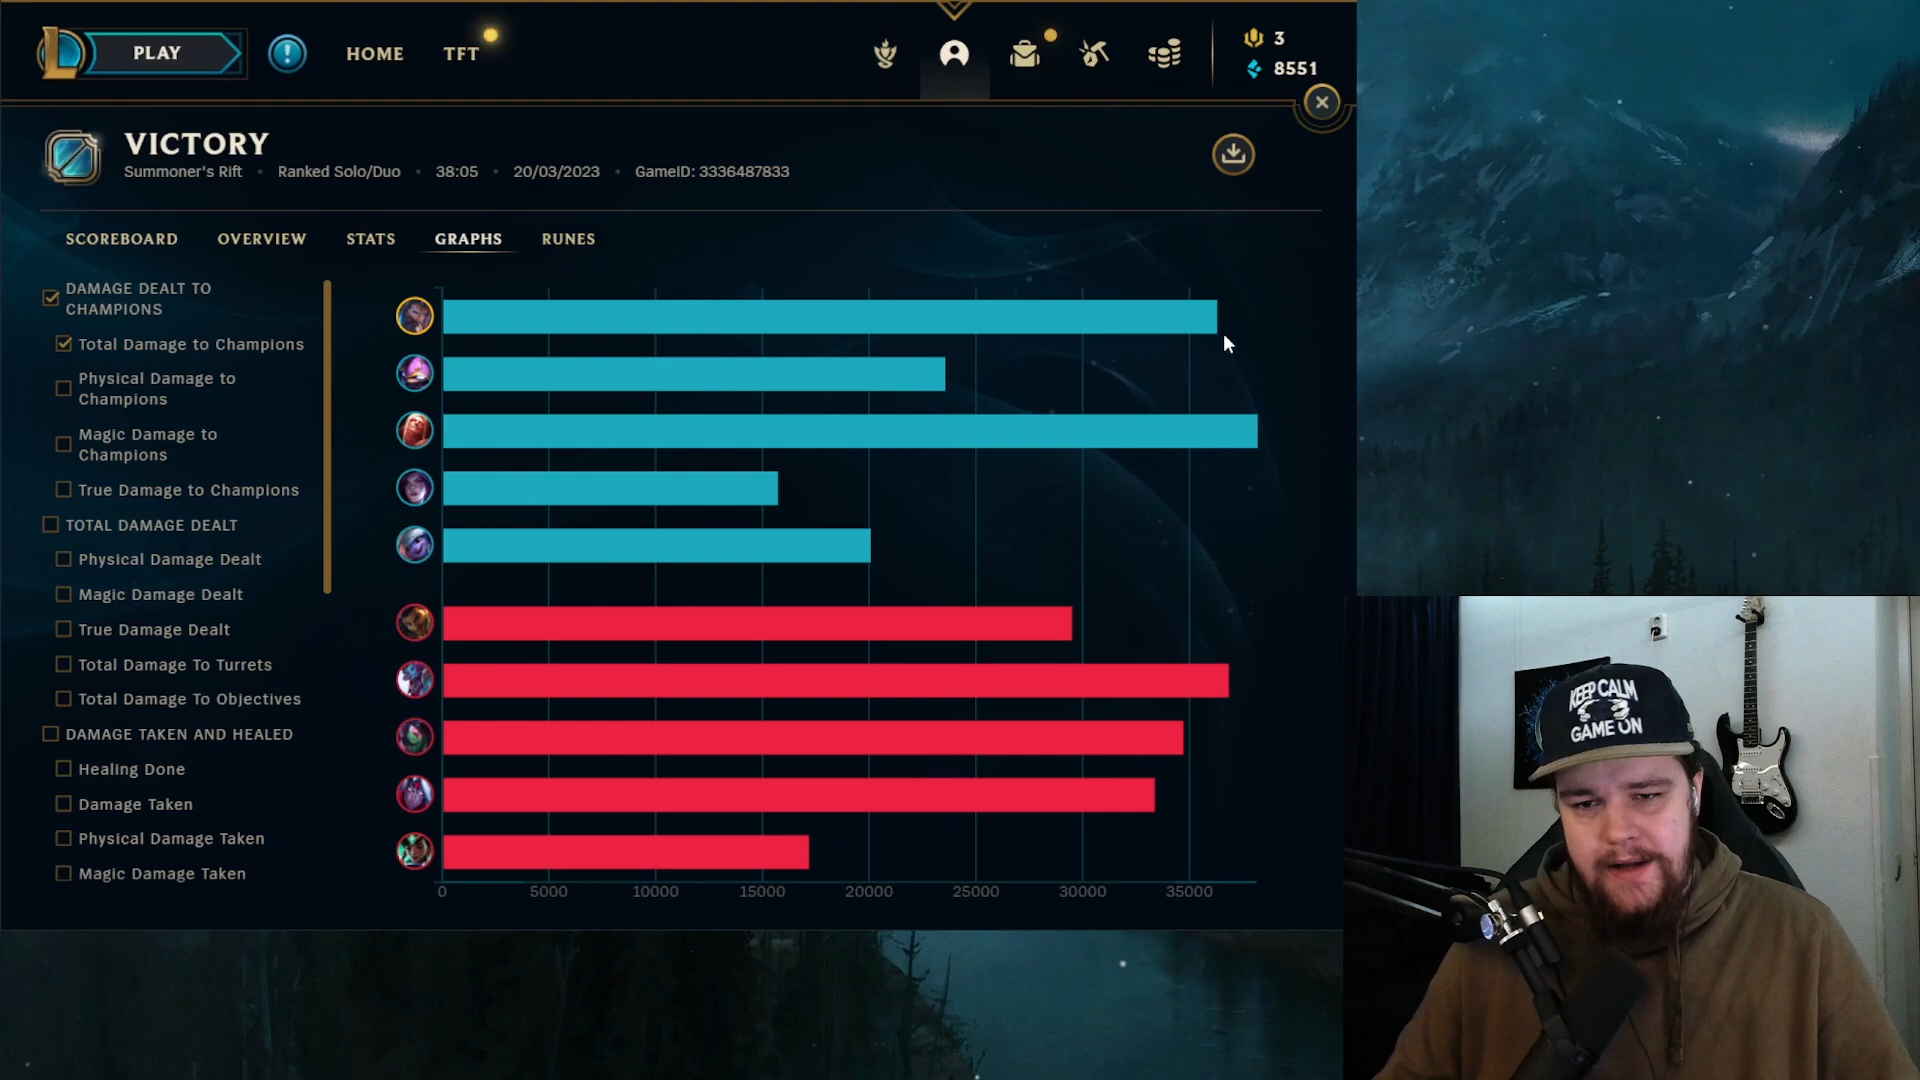 PLAY
HOME
TFT
3
8551
VICTORY
Summoner's Rift • Ranked Solo/Duo • 38:05 • 20/03/2023 • GameID: 3336487833
SCOREBOARD OVERVIEW STATS GRAPHS RUNES
DAMAGE DEALT TO
CHAMPIONS
Total Damage to Champions
Physical Damage to
Champions
Magic Damage to
Champions
True Damage to Champions
TOTAL DAMAGE DEALT
Physical Damage Dealt
Magic Damage Dealt
True Damage Dealt
Total Damage To Turrets
Total Damage To Objectives
DAMAGE TAKEN AND HEALED
Healing Done
Damage Taken
Physical Damage Taken
Magic Damage Taken
0 5000 10000 15000 20000 25000 30000 35000
KEEP CALM
GAME ON